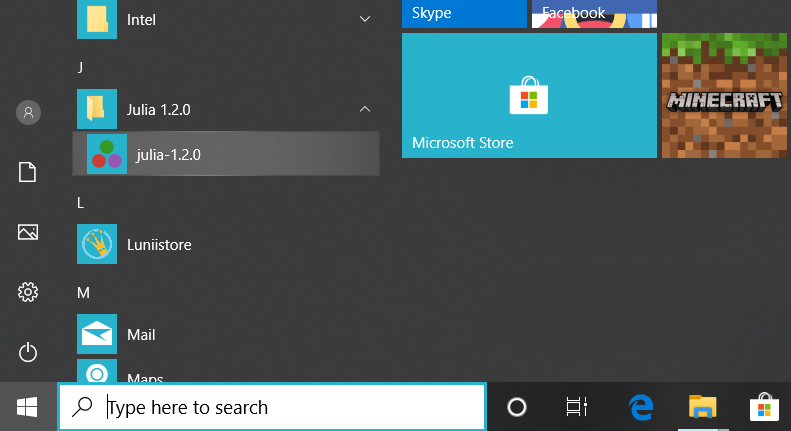 Intel
J
Julia 1.2.0
julia-1.2.0
L
Luniistore
M
Mail
Maps
Skype
Facebook
Microsoft Store
MINECRAFT
Type here to search